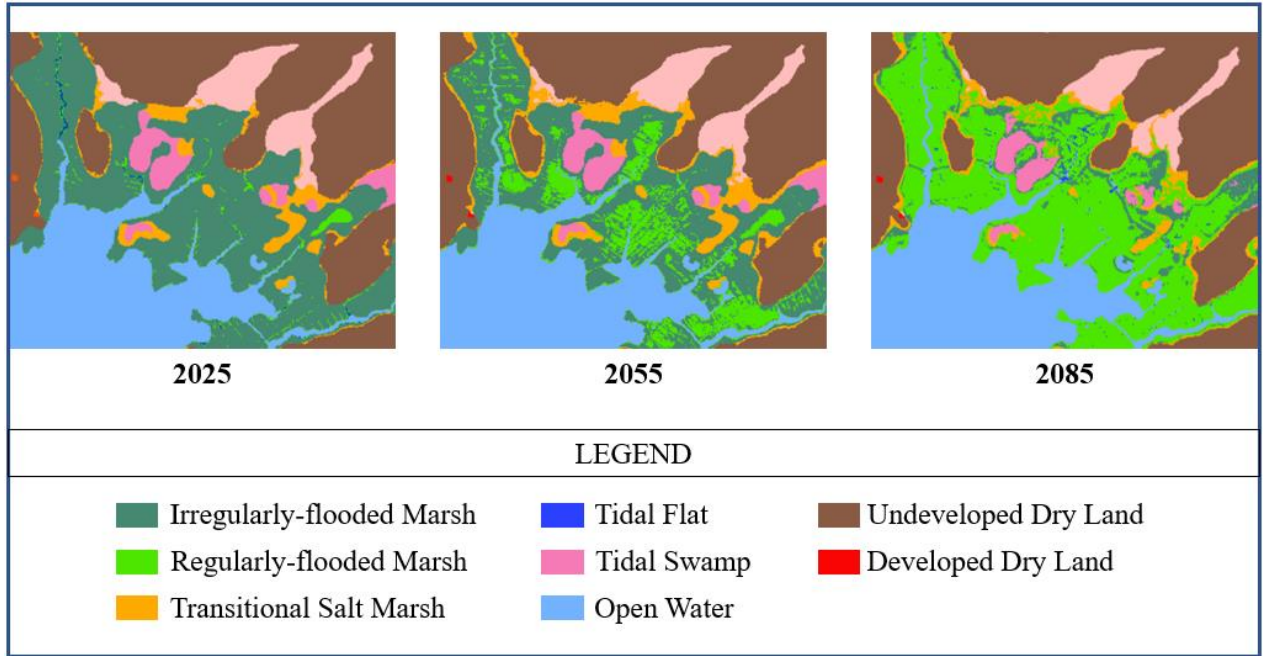 2025 2055 2085
LEGEND
Irregularly-flooded Marsh Tidal Flat Undeveloped Dry Land
Regularly-flooded Marsh Tidal Swamp Developed Dry Land
Transitional Salt Marsh Open Water